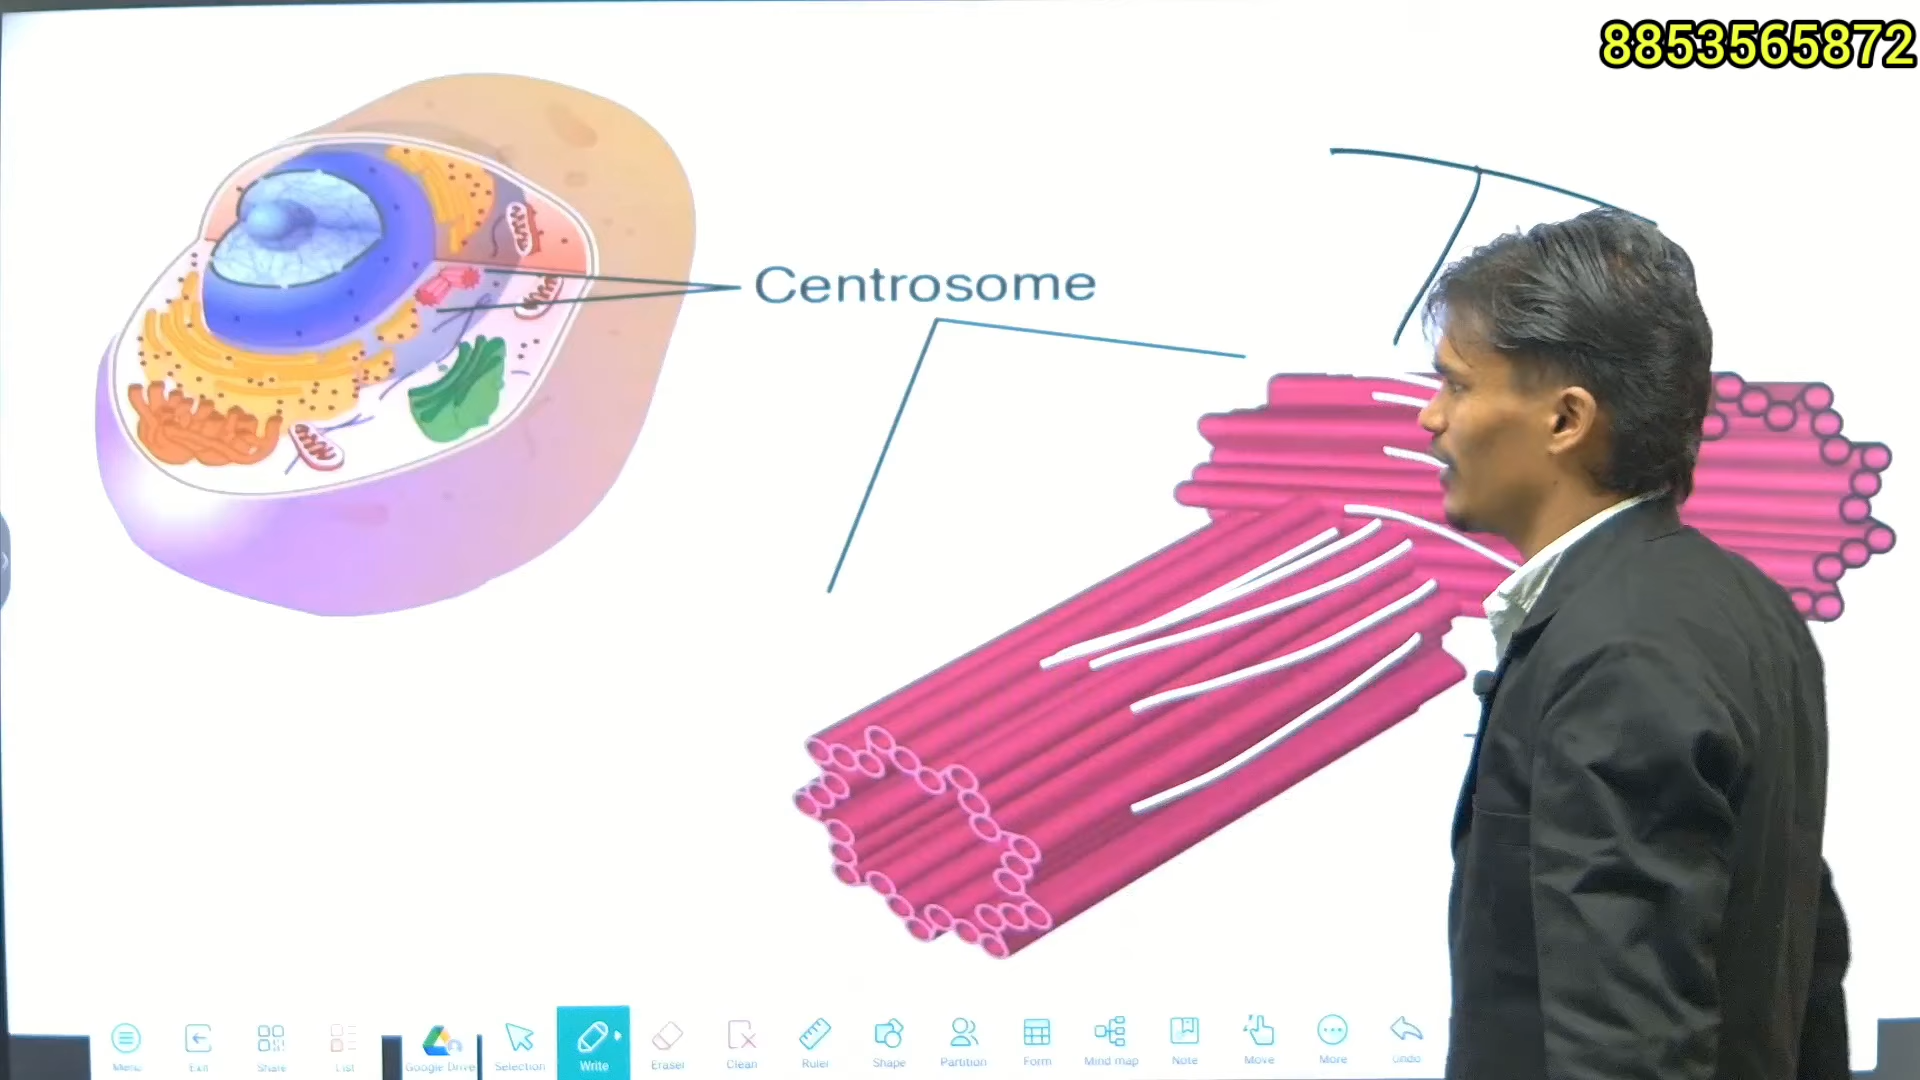 8853565872
Centrosome
Menu Exit Share List Google Drive Selection Write Eraser Clean Ruler Shape Partition Form Mind map Note Move More Undo